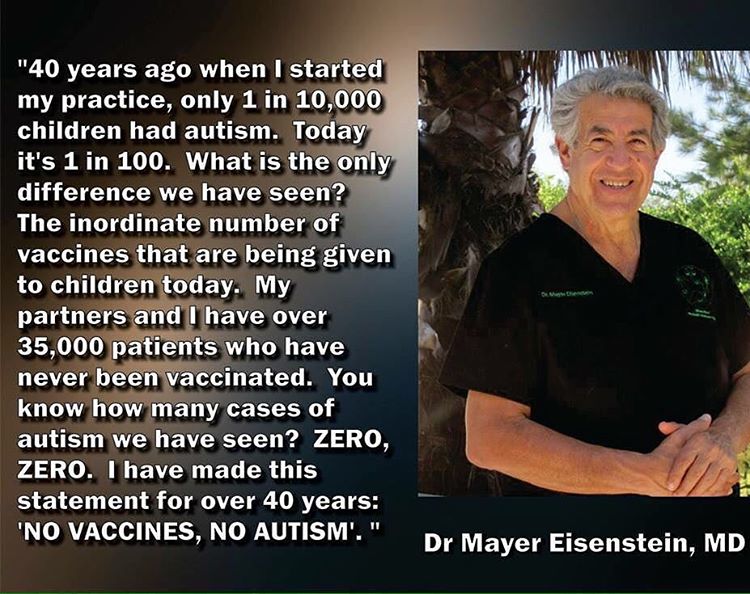 "40 years ago when I started
my practice, only 1 in 10,000
children had autism.  Today
it's 1 in 100.  What is the only
difference we have seen?
The inordinate number of
vaccines that are being given
to children today.  My
partners and I have over
35,000 patients who have
never been vaccinated.  You
know how many cases of
autism we have seen?  ZERO,
ZERO.  I have made this
statement for over 40 years:
'NO VACCINES, NO AUTISM'. "
Dr. Mayer Eisenstein
Dr Mayer Eisenstein, MD